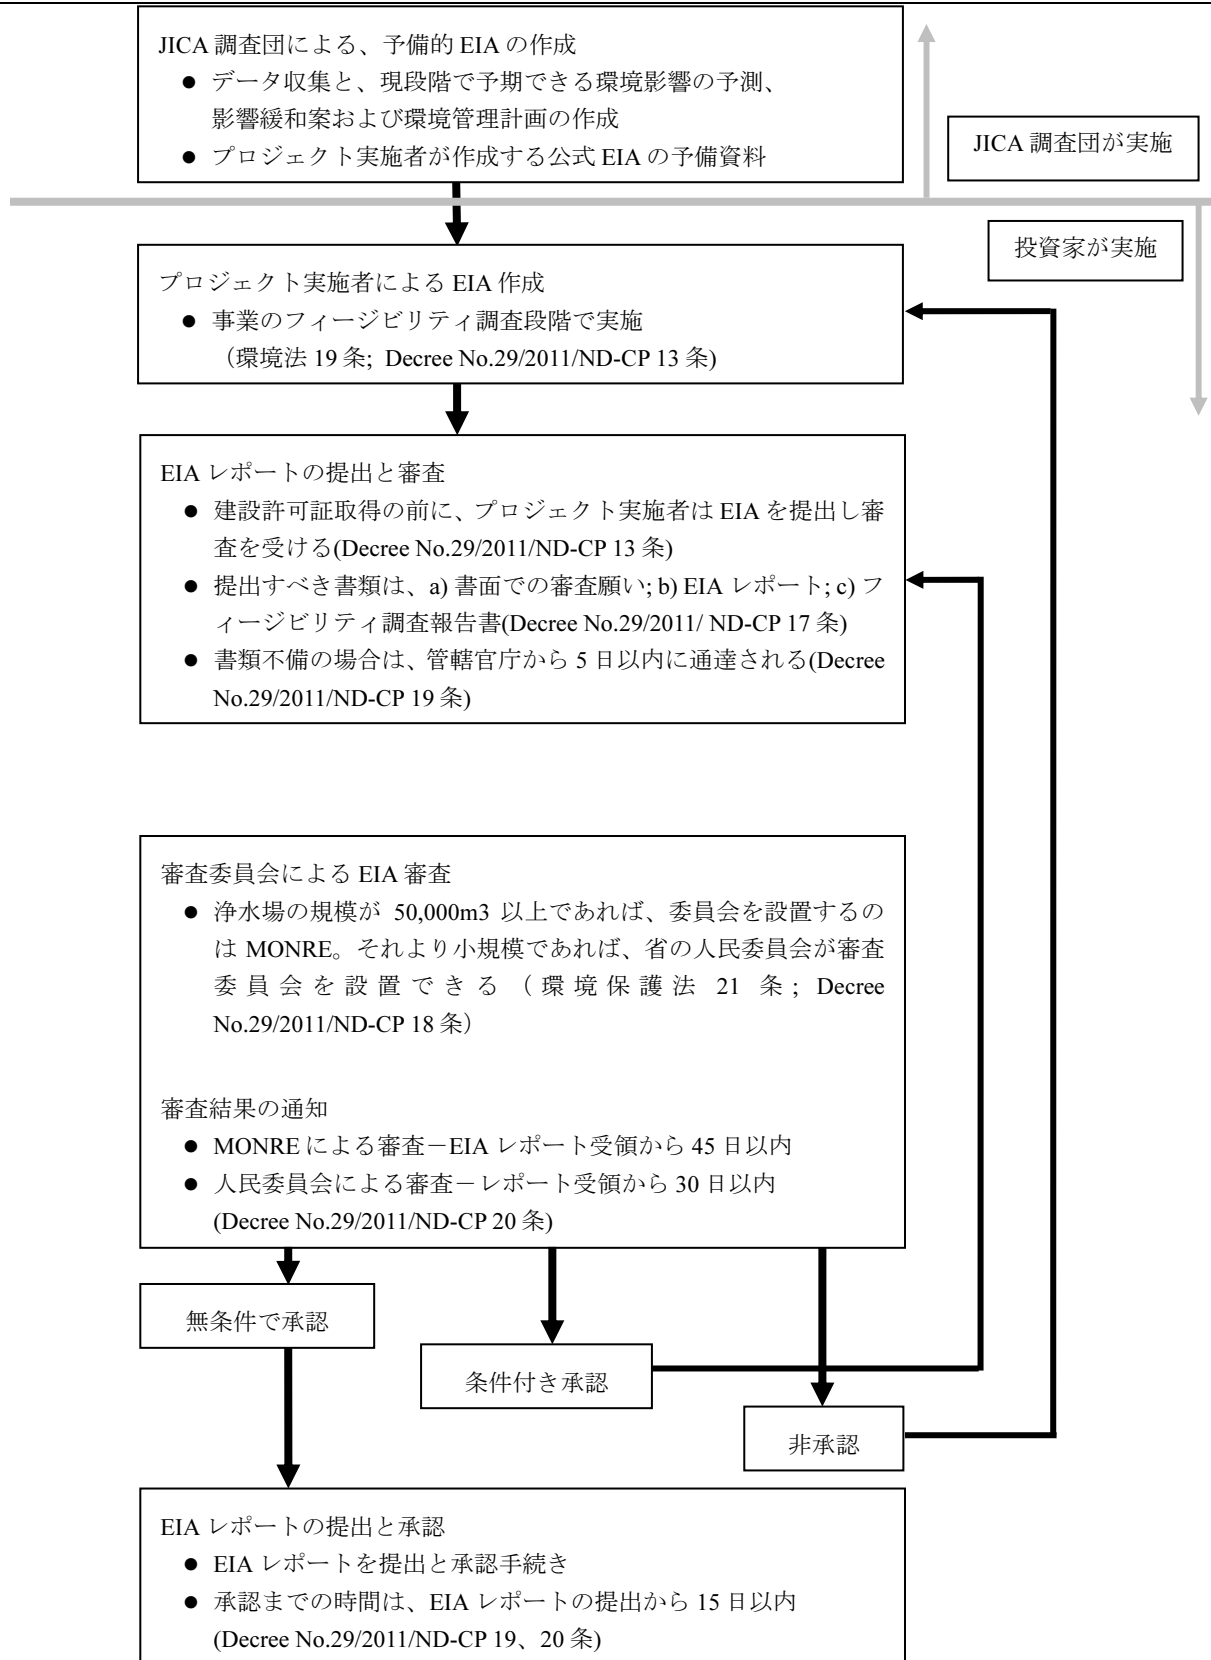 JICA 調査団による、予備的 EIA の作成
● データ収集と、現段階で予期できる環境影響の予測、
影響緩和案および環境管理計画の作成
● プロジェクト実施者が作成する公式 EIA の予備資料
JICA 調査団が実施
投資家が実施
プロジェクト実施者による EIA 作成
● 事業のフィージビリティ調査段階で実施
（環境法 19 条; Decree No.29/2011/ND-CP 13 条)
EIA レポートの提出と審査
● 建設許可証取得の前に、プロジェクト実施者は EIA を提出し審
査を受ける(Decree No.29/2011/ND-CP 13 条)
● 提出すべき書類は、a) 書面での審査願い; b) EIA レポート; c) フ
ィージビリティ調査報告書(Decree No.29/2011/ ND-CP 17 条)
● 書類不備の場合は、管轄官庁から 5 日以内に通達される(Decree
No.29/2011/ND-CP 19 条)
審査委員会による EIA 審査
● 浄水場の規模が 50,000m3 以上であれば、委員会を設置するの
は MONRE。それより小規模であれば、省の人民委員会が審査
委員会を設置できる（環境保護法 21 条; Decree
No.29/2011/ND-CP 18 条）
審査結果の通知
● MONRE による審査－EIA レポート受領から 45 日以内
● 人民委員会による審査－レポート受領から 30 日以内
(Decree No.29/2011/ND-CP 20 条)
無条件で承認
条件付き承認
非承認
EIA レポートの提出と承認
● EIA レポートを提出と承認手続き
● 承認までの時間は、EIA レポートの提出から 15 日以内
(Decree No.29/2011/ND-CP 19、20 条)